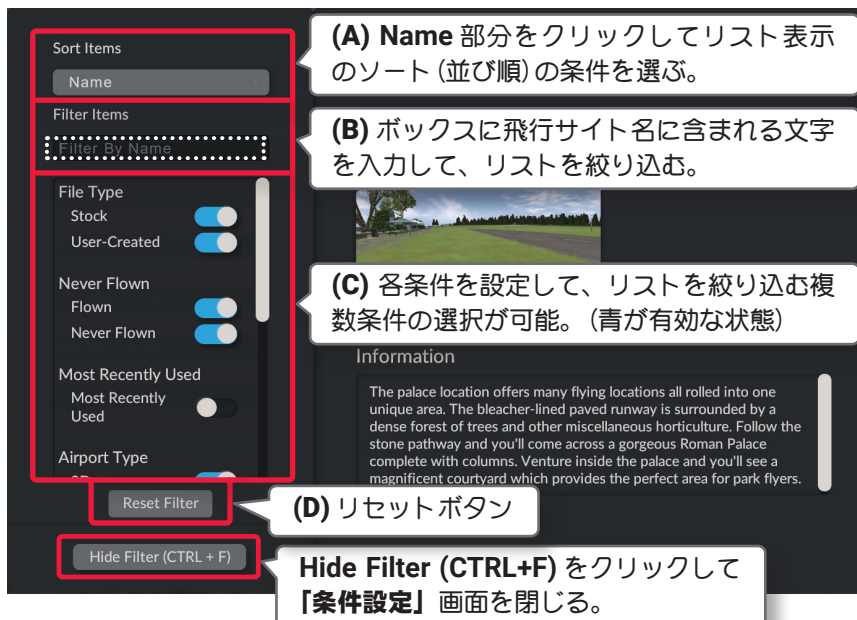 Sort Items
Name
Filter Items
Filter By Name
File Type
Stock
User-Created
Never Flown
Flown
Never Flown
Most Recently Used
Most Recently
Used
Airport Type
Reset Filter
Hide Filter (CTRL + F)
(A) Name 部分をクリックしてリスト表示
のソート(並び順)の条件を選ぶ。
(B) ボックスに飛行サイト名に含まれる文字
を入力して、リストを絞り込む。
(C) 各条件を設定して、リストを絞り込む複
数条件の選択が可能。(青が有効な状態)
Information
The palace location offers many flying locations all rolled into one
unique area. The bleacher-lined paved runway is surrounded by a
dense forest of trees and other miscellaneous horticulture. Follow the
stone pathway and you'll come across a gorgeous Roman Palace
complete with columns. Venture inside the palace and you'll see a
magnificent courtyard which provides the perfect area for park flyers.
(D) リセットボタン
Hide Filter (CTRL+F) をクリックして
「条件設定」画面を閉じる。